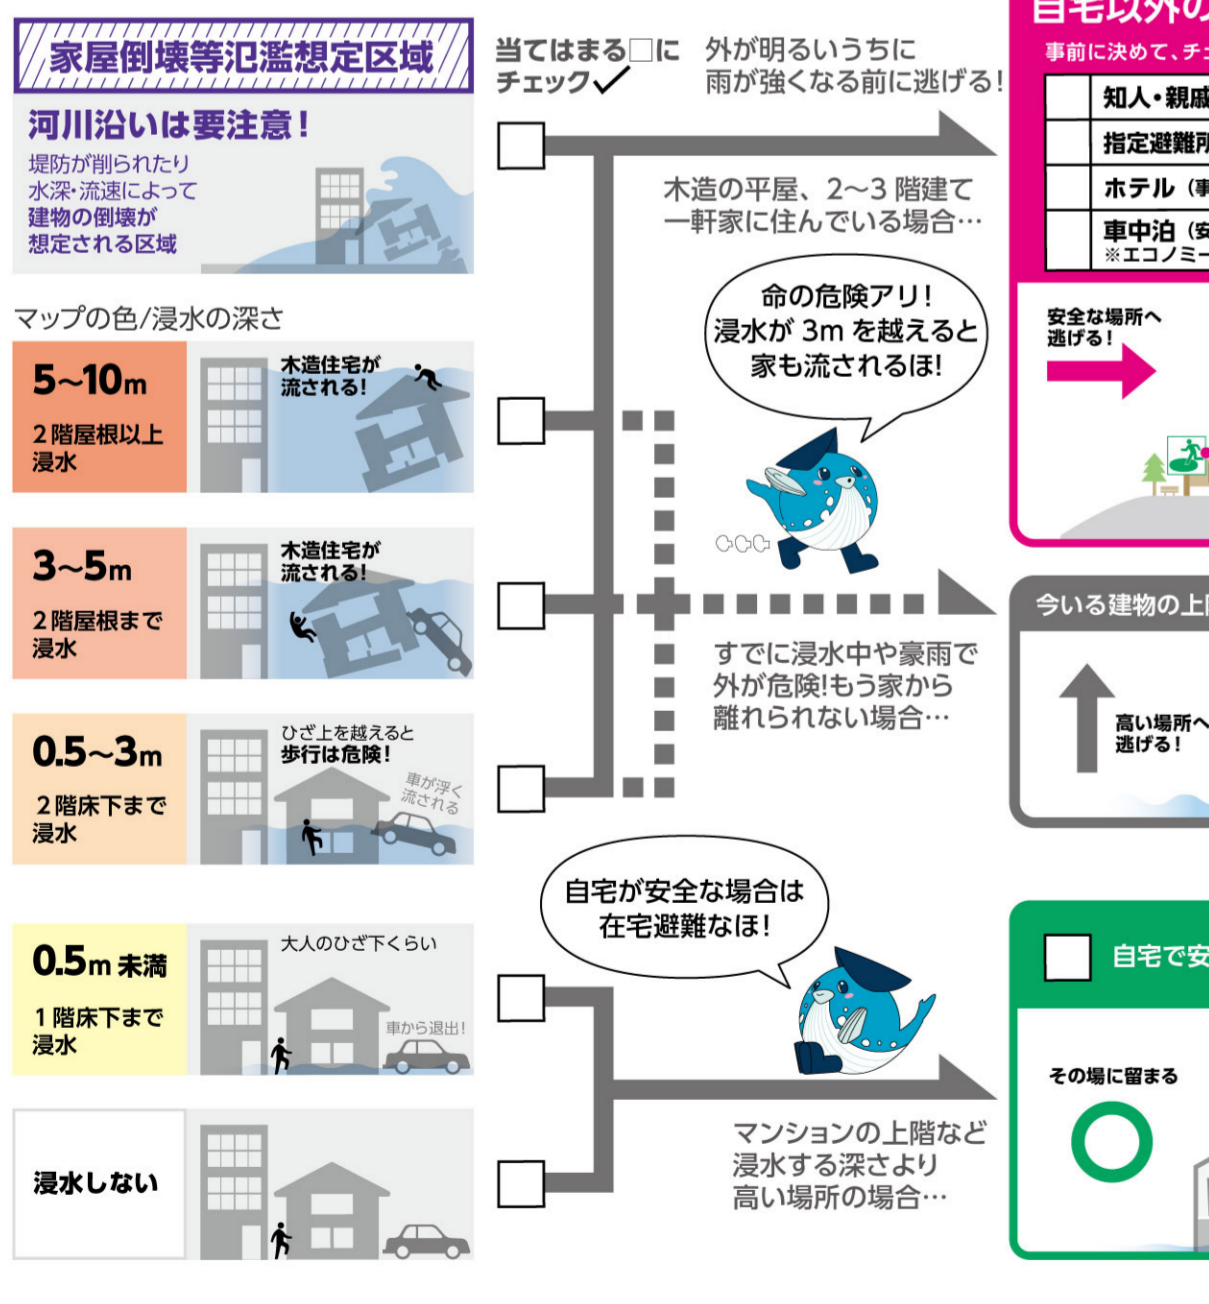 家屋倒壊等氾濫想定区域
河川沿いは要注意!
堤防が削られたり
水深・流速によって
建物の倒壊が
想定される区域
マップの色/浸水の深さ
5～10m
2階屋根以上
浸水
木造住宅が
流される!
3～5m
2階屋根まで
浸水
木造住宅が
流される!
0.5～3m
2階床下まで
浸水
ひざ上を越えると
歩行は危険!
車が浮く
流される
0.5m 未満
1階床下まで
浸水
大人のひざ下くらい
車から退出!
浸水しない
当てはまる□に
チェック✓
外が明るいうちに
雨が強くなる前に逃げる!
木造の平屋、2～3階建て
一軒家に住んでいる場合…
命の危険アリ!
浸水が 3m を越えると
家も流されるほ!
すでに浸水中や豪雨で
外が危険!もう家から
離れられない場合…
自宅が安全な場合は
在宅避難なほ!
マンションの上階など
浸水する深さより
高い場所の場合…
自宅以外の
事前に決めて、チェ
知人・親戚
指定避難所
ホテル（事
車中泊（安
※エコノミー
安全な場所へ
逃げる!
今いる建物の上階
高い場所へ
逃げる!
自宅で安
その場に留まる